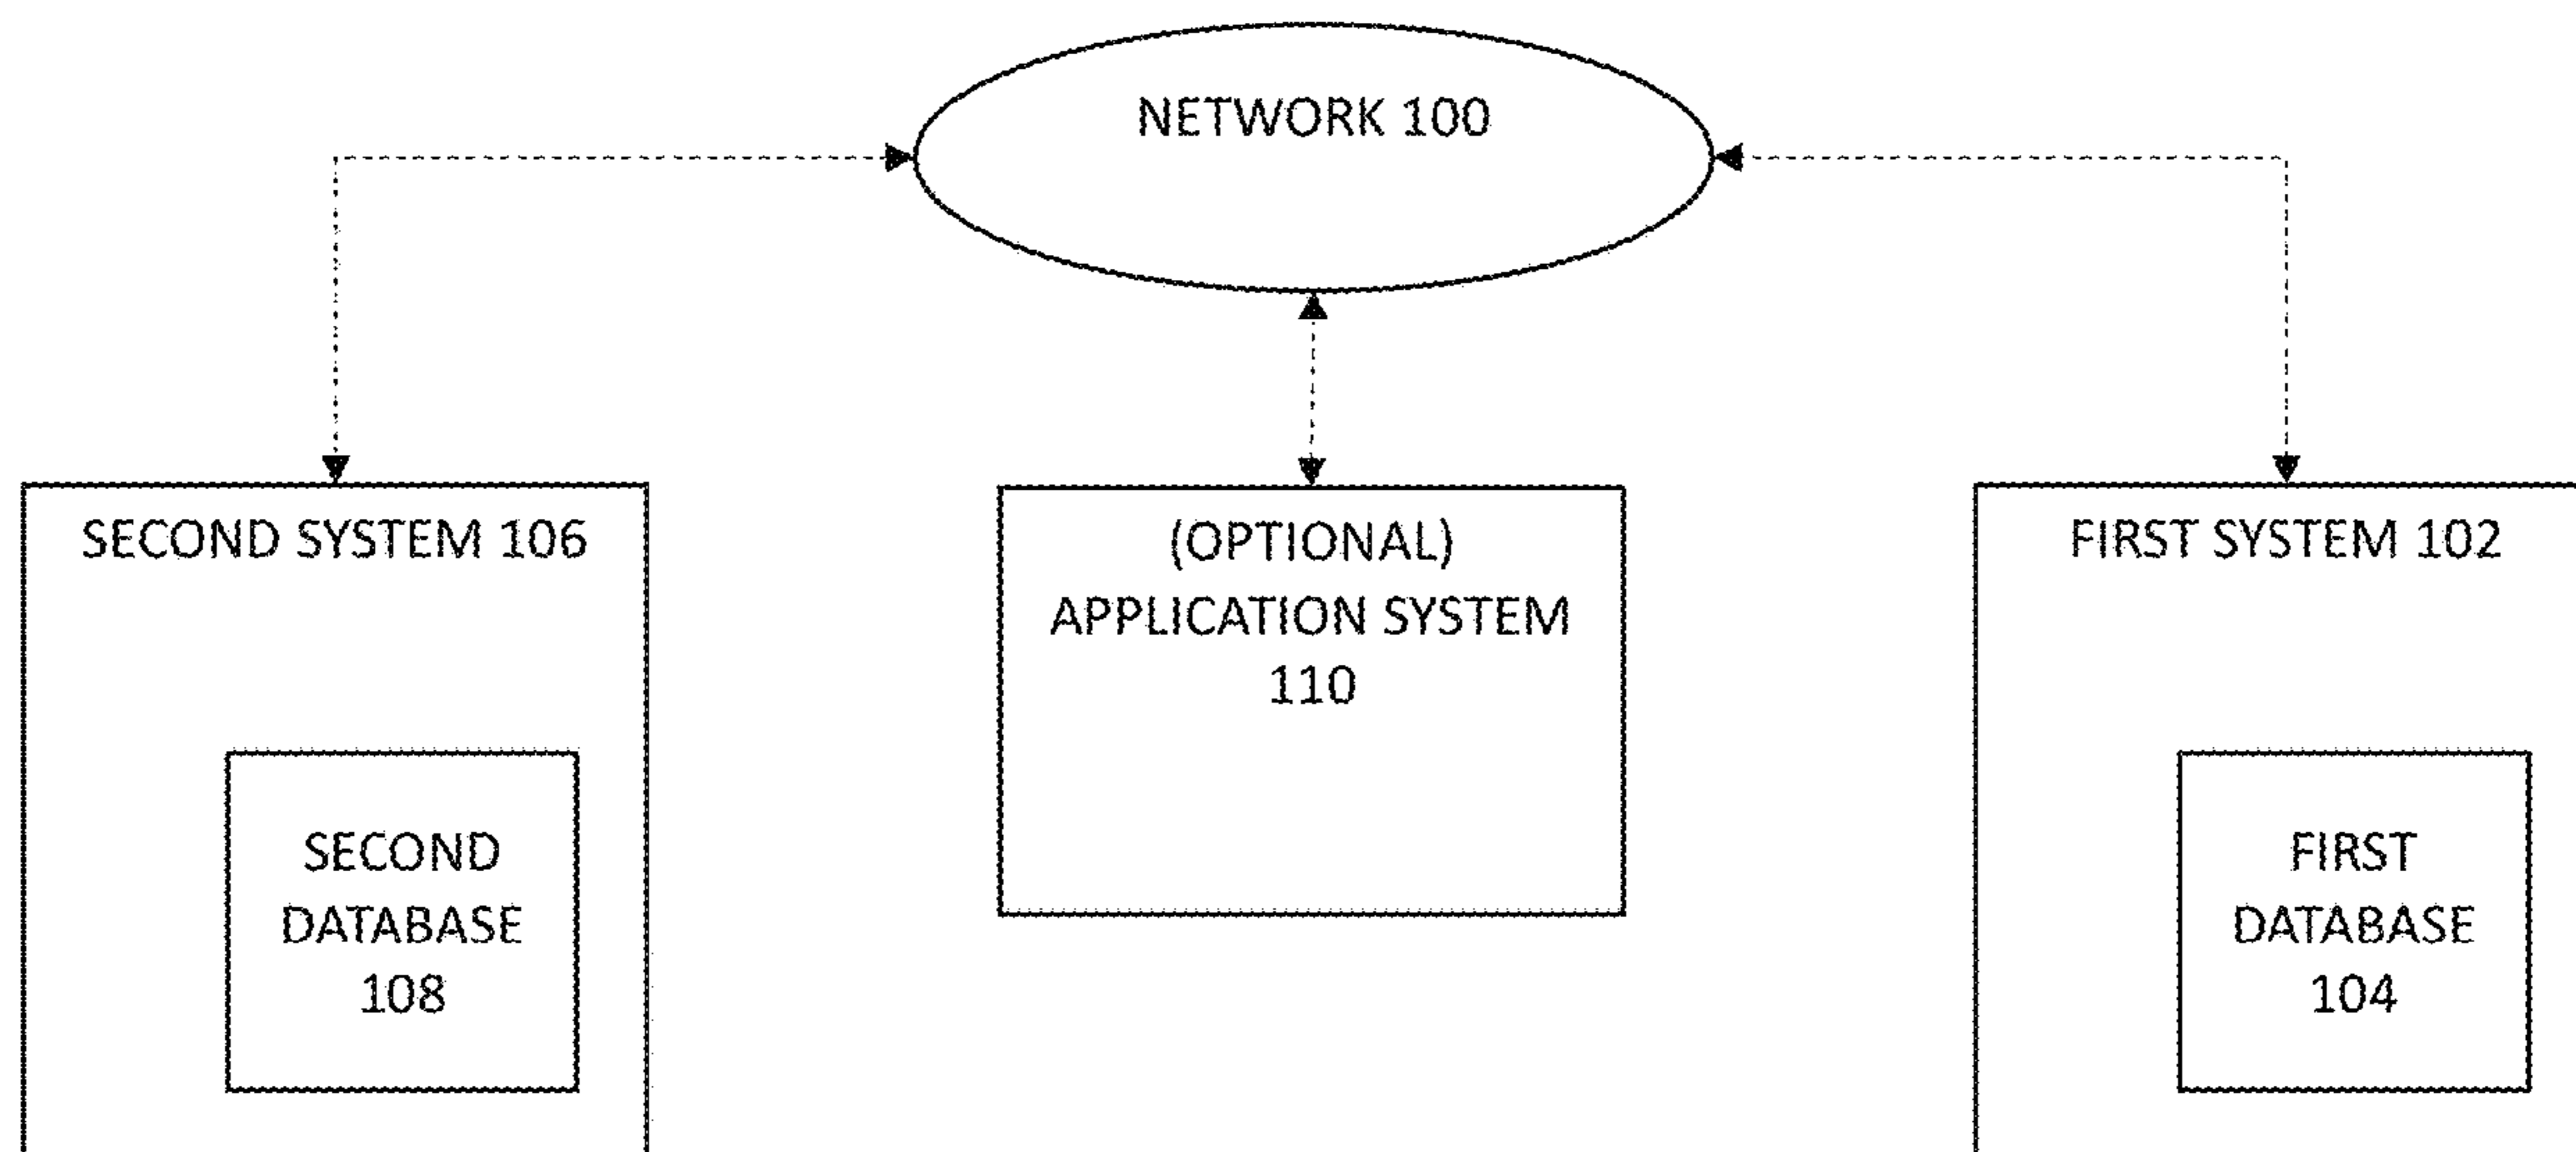 NETWORK 100
SECOND SYSTEM 106
SECOND
DATABASE
108
(OPTIONAL)
APPLICATION SYSTEM
110
FIRST SYSTEM 102
FIRST
DATABASE
104